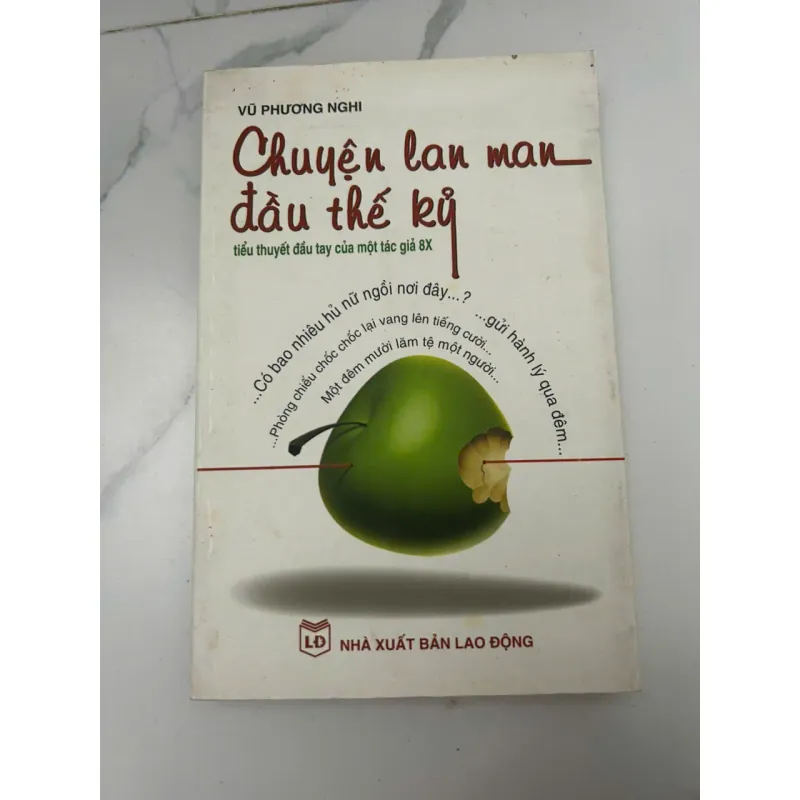 VŨ PHƯƠNG NGHI
Chuyện lan man
đầu thế kỷ
tiểu thuyết đầu tay của một tác giả 8X
...Có bao nhiêu hủ nữ ngồi nơi đây...?
...gửi hành lý qua đêm...
...Phòng chiếu chốc chốc lại vang lên tiếng cười...
Một đêm mười lăm tệ một người...
LĐ
NHÀ XUẤT BẢN LAO ĐỘNG